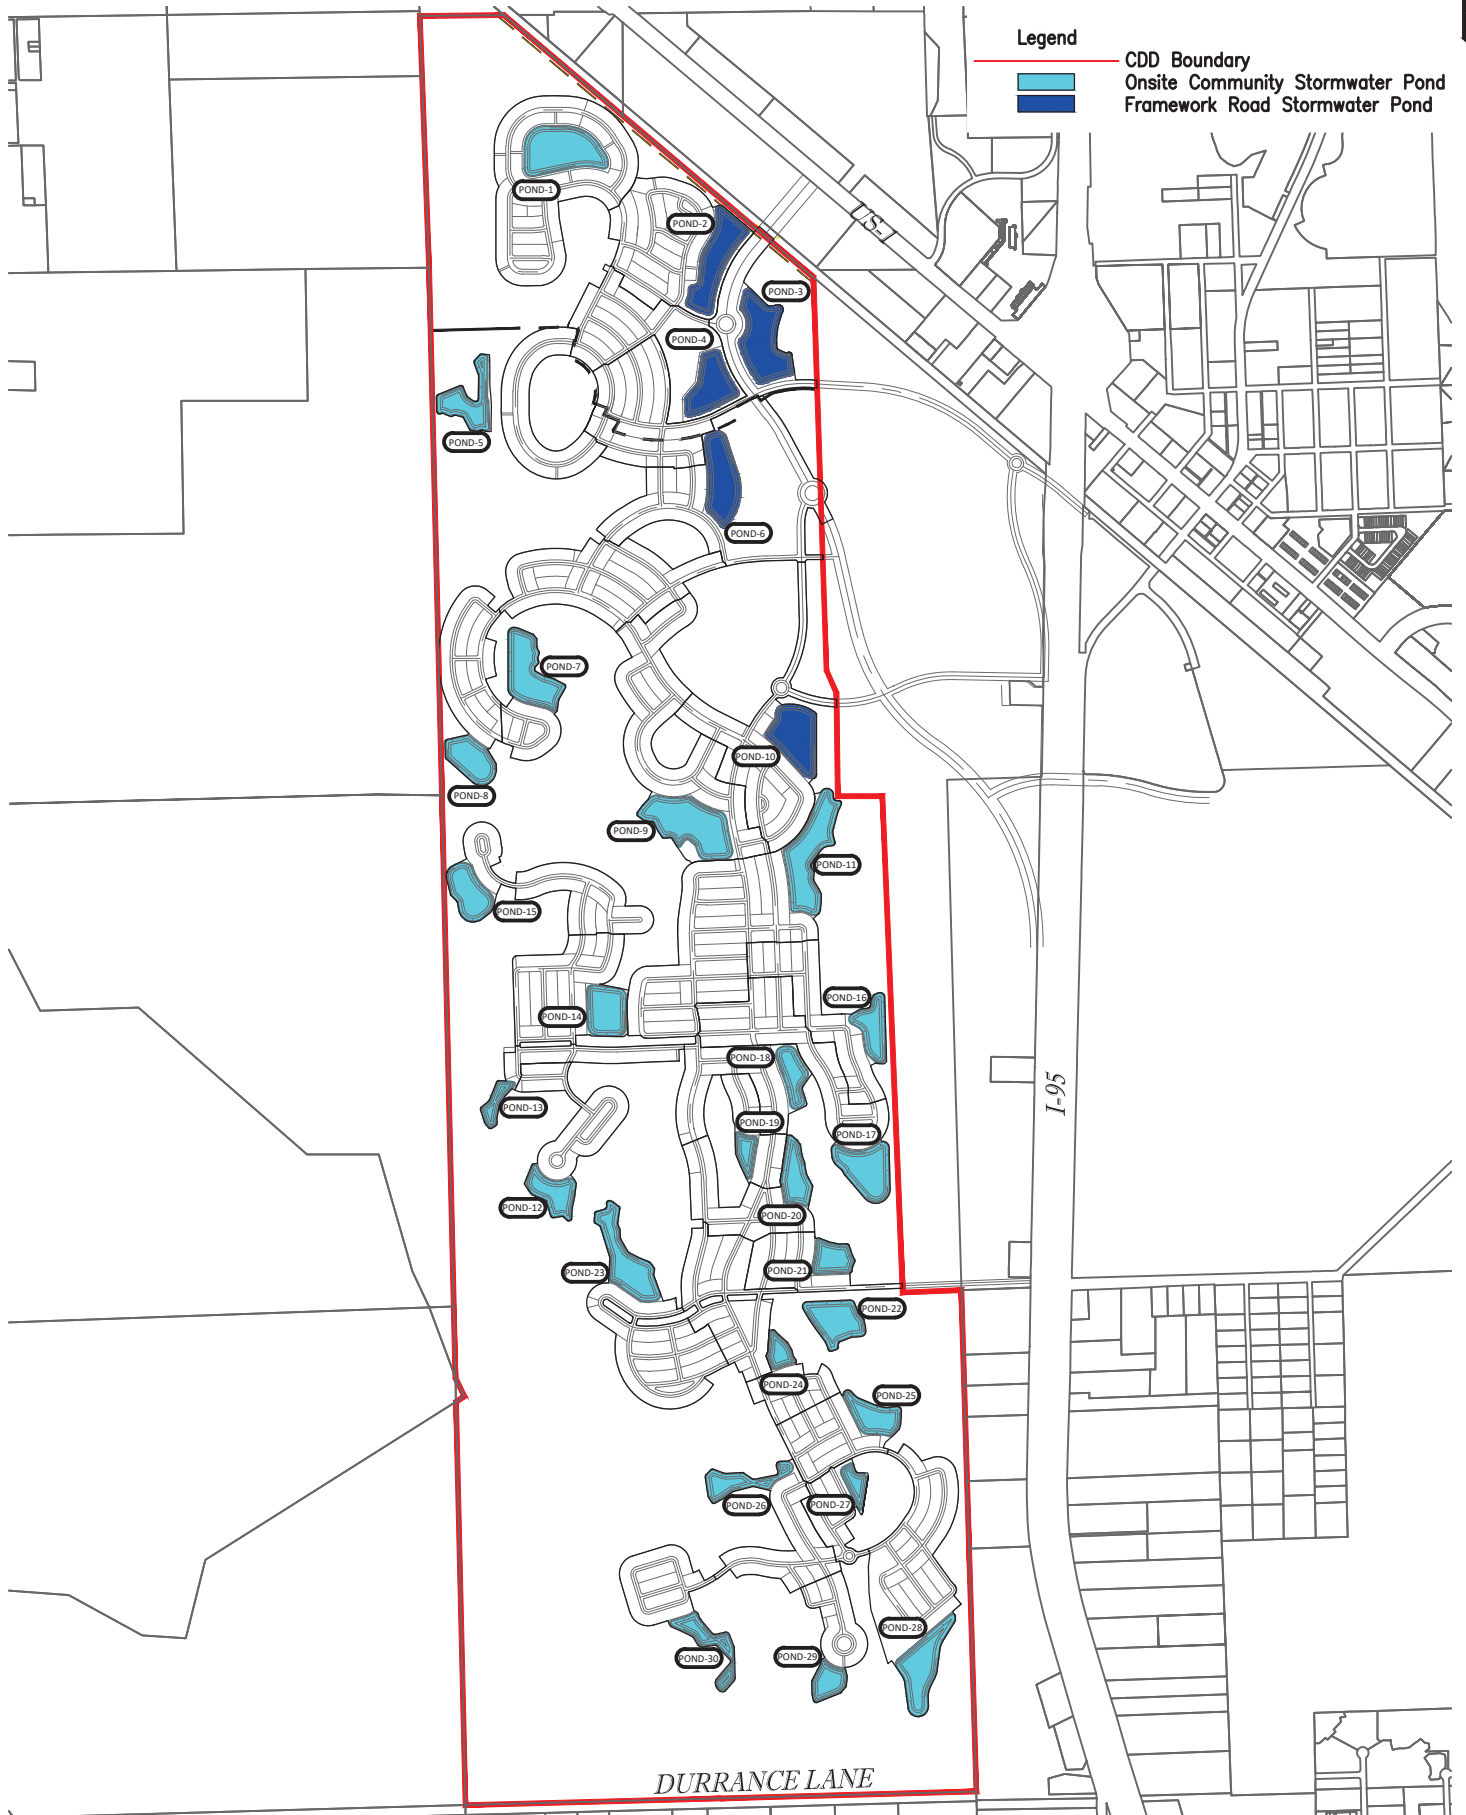 Legend
CDD Boundary
Onsite Community Stormwater Pond
Framework Road Stormwater Pond
POND-1
US-1
POND-2
POND-3
POND-4
POND-5
POND-6
POND-7
POND-10
POND-8
POND-9
POND-11
POND-15
POND-16
POND-14
POND-18
I-95
POND-13
POND-19
POND-17
POND-12
POND-20
POND-21
POND-23
POND-22
POND-24
POND-25
POND-26
POND-27
POND-28
POND-29
POND-30
DURRANCE LANE